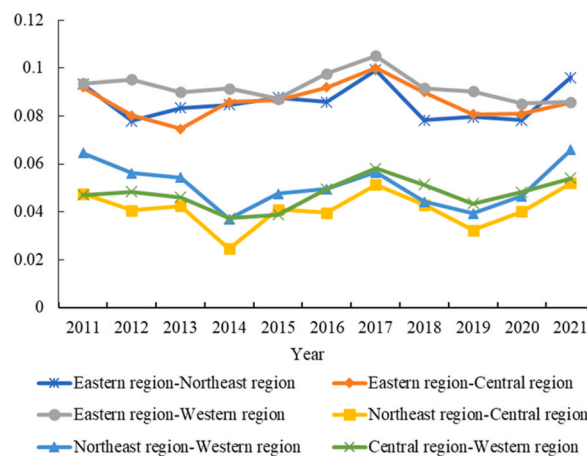 0.12
0.1
0.08
0.06
0.04
0.02
0
2011 2012 2013 2014 2015 2016 2017 2018 2019 2020 2021
Year
Eastern region-Northeast region Eastern region-Central region
Eastern region-Western region Northeast region-Central region
Northeast region-Western region Central region-Western region